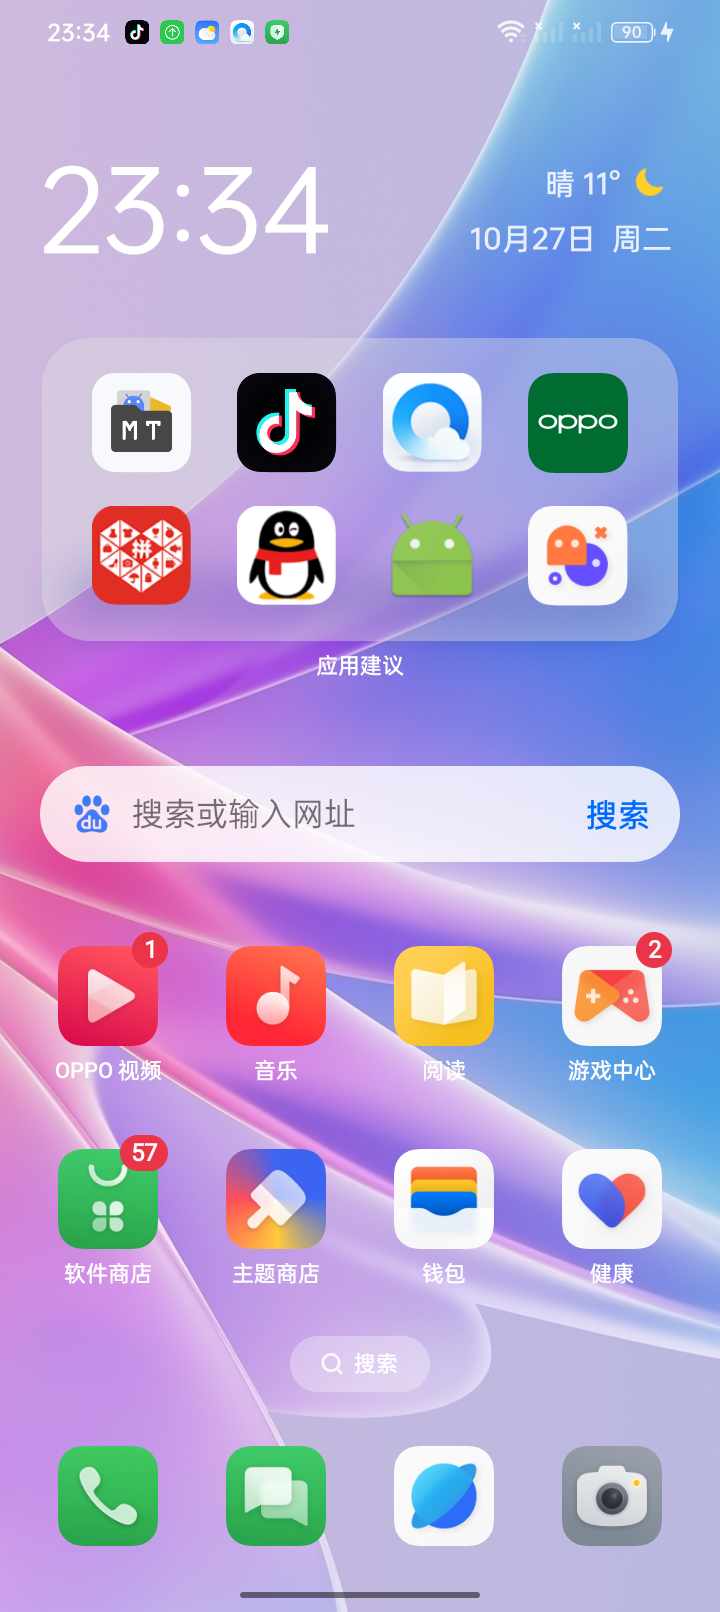 23:34
90
23:34
晴 11°
10月27日 周二
MT
oppo
拼
应用建议
du 搜索或输入网址 搜索
1
2
OPPO 视频 音乐 阅读 游戏中心
57
软件商店 主题商店 钱包 健康
搜索